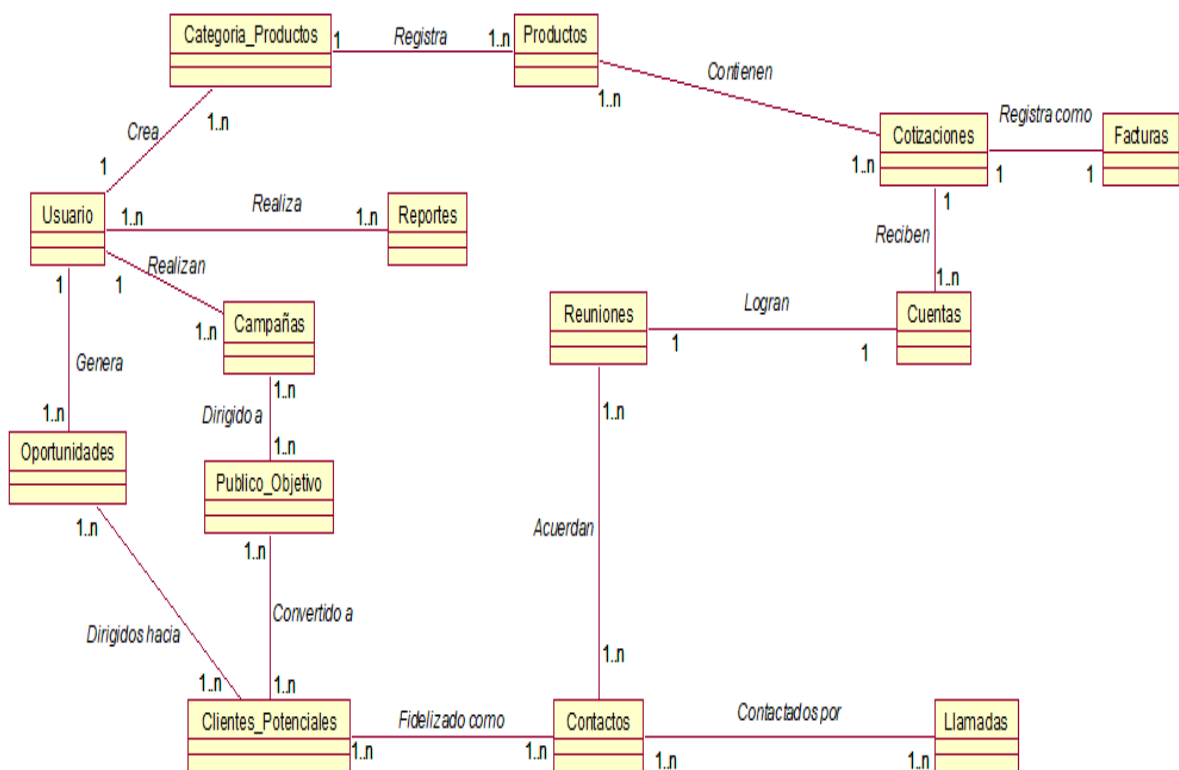 Categoria_Productos
1
Registra
1..n
Productos
1..n
Contienen
1..n
Crea
1
1..n
Cotizaciones
1
Registra como
1
Facturas
Usuario
1..n
Realiza
1..n
Reportes
1
Reciben
1..n
1
Realizan
1..n
Campañas
Reuniones
1
Logran
1
Cuentas
1
Genera
1..n
1..n
Dirigido a
1..n
Oportunidades
Publico_Objetivo
1..n
Acuerdan
1..n
1..n
Dirigidos hacia
1..n
1..n
Convertido a
1..n
Clientes_Potenciales
1..n
Fidelizado como
1..n
Contactos
1..n
Contactados por
1..n
Llamadas